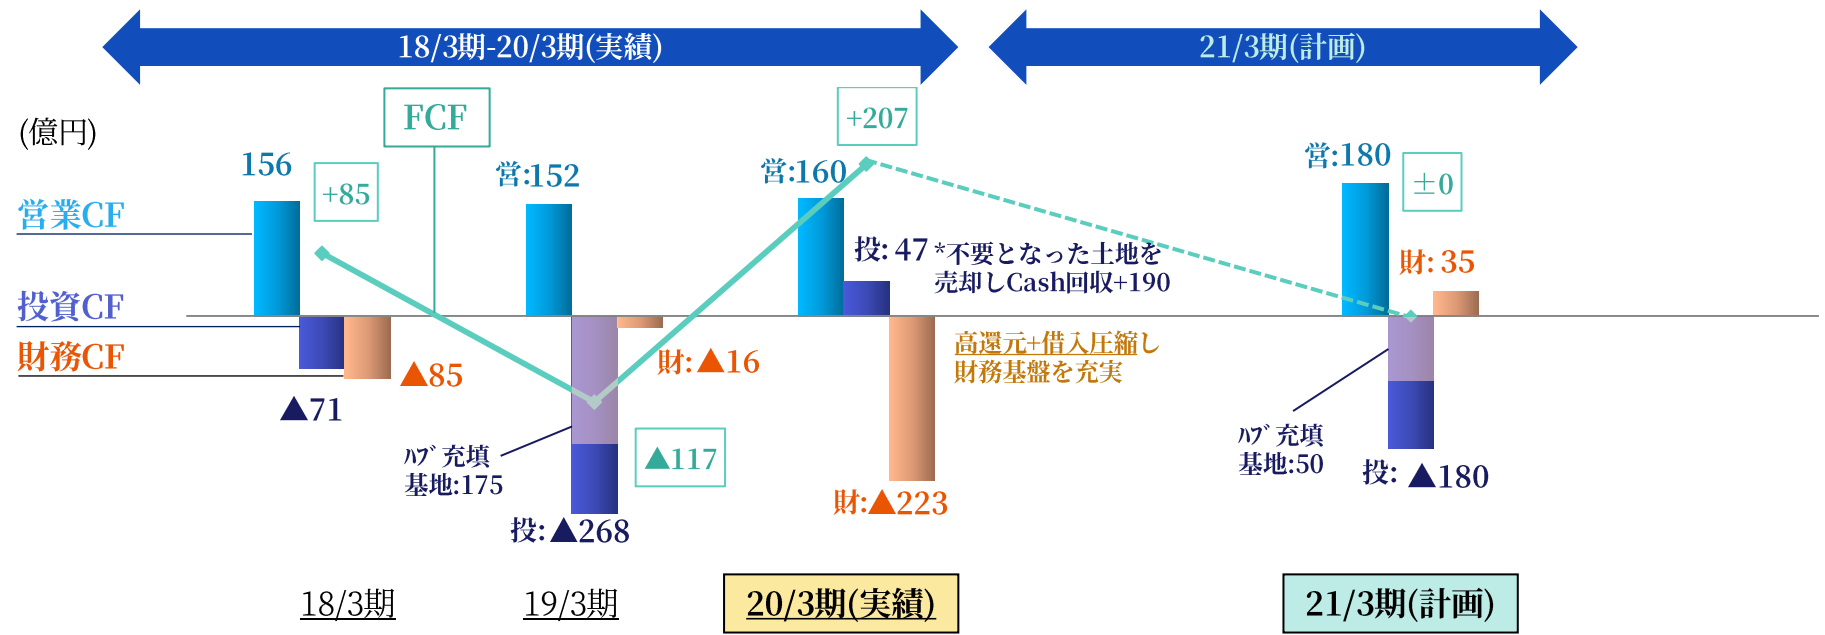 18/3期-20/3期(実績)
21/3期(計画)
(億円)
FCF
+207
156
+85
営:152
営:160
営:180
±0
営業CF
投: 47
*不要となった土地を
売却しCash回収+190
財: 35
投資CF
財務CF
▲85
財: ▲16
高還元+借入圧縮し
財務基盤を充実
▲71
ﾊﾌﾞ充填
基地:175
▲117
ﾊﾌﾞ充填
基地:50
投: ▲180
財:▲223
投:▲268
18/3期
19/3期
20/3期(実績)
21/3期(計画)